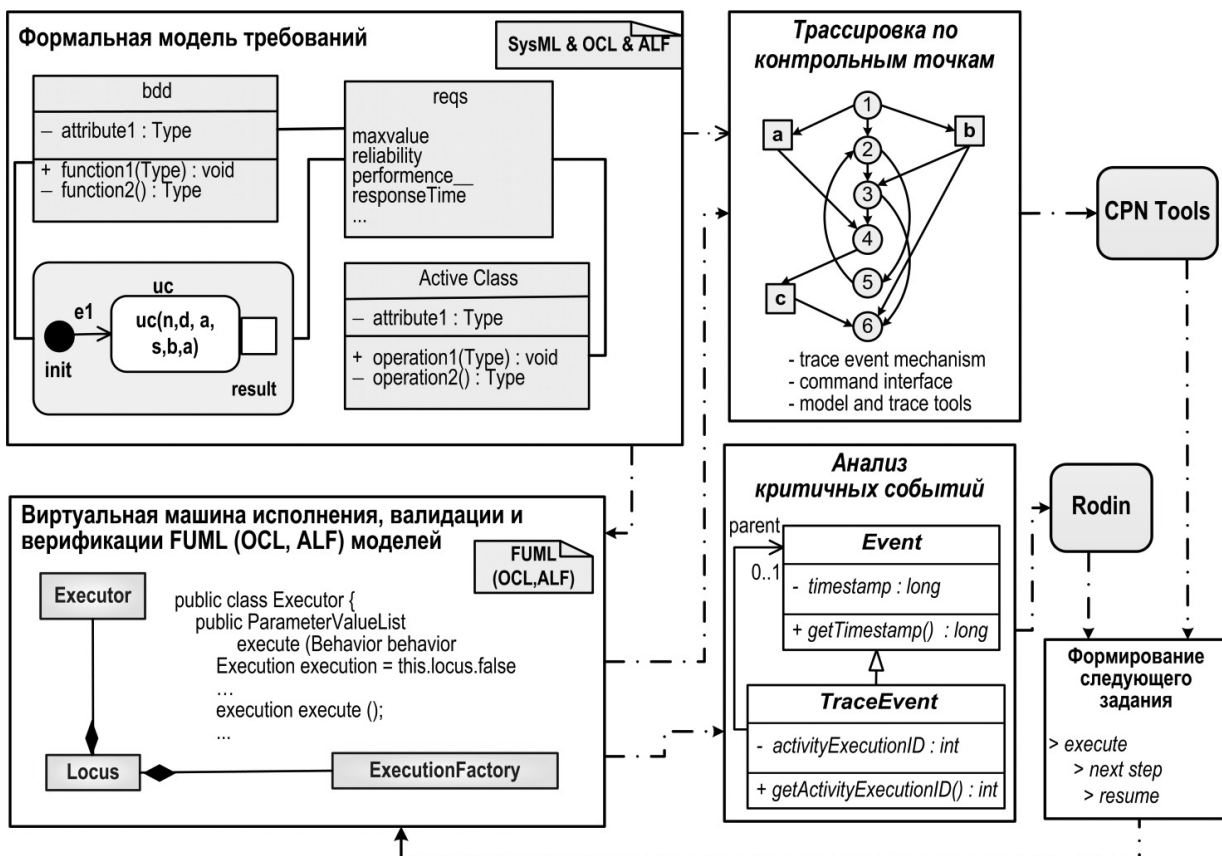 Формальная модель требований
SysML & OCL & ALF
bdd
– attribute1 : Type
+ function1(Type) : void
– function2() : Type
reqs
maxvalue
reliability
performence__
responseTime
...
uc
e1
uc(n,d, a,
s,b,a)
init
result
Active Class
– attribute1 : Type
+ operation1(Type) : void
– operation2() : Type
Трассировка по
контрольным точкам
1
a
b
2
3
4
5
c
6
- trace event mechanism
- command interface
- model and trace tools
CPN Tools
Виртуальная машина исполнения, валидации и
верификации FUML (OCL, ALF) моделей
FUML
(OCL,ALF)
Executor
public class Executor {
public ParameterValueList
execute (Behavior behavior
Execution execution = this.locus.false
...
execution execute ();
...
Locus
ExecutionFactory
Анализ
критичных событий
parent
0..1
Event
- timestamp : long
+ getTimestamp() : long
TraceEvent
- activityExecutionID : int
+ getActivityExecutionID() : int
Rodin
Формирование
следующего
задания
> execute
> next step
> resume